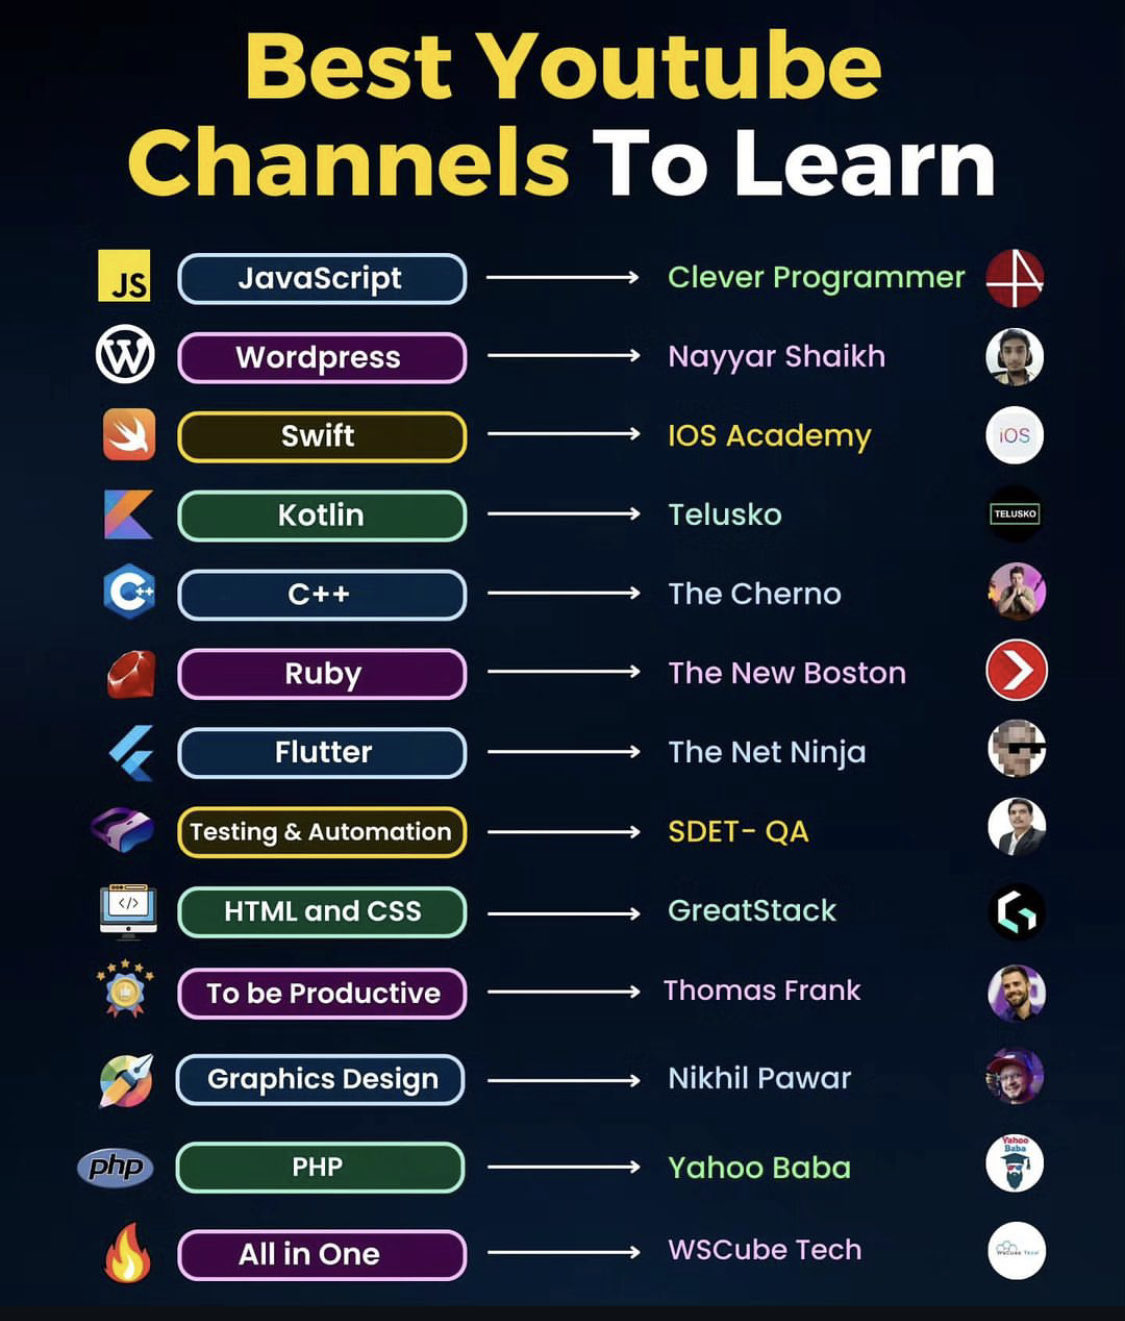 Best Youtube
Channels To Learn
JS JavaScript Clever Programmer
W Wordpress Nayyar Shaikh
Swift IOS Academy iOS
Kotlin Telusko TELUSKO
C++ C++ The Cherno
Ruby The New Boston
Flutter The Net Ninja
Testing & Automation SDET- QA
</> HTML and CSS GreatStack
To be Productive Thomas Frank
Graphics Design Nikhil Pawar
php PHP Yahoo Baba Yahoo Baba
All in One WSCube Tech WsCube Tech